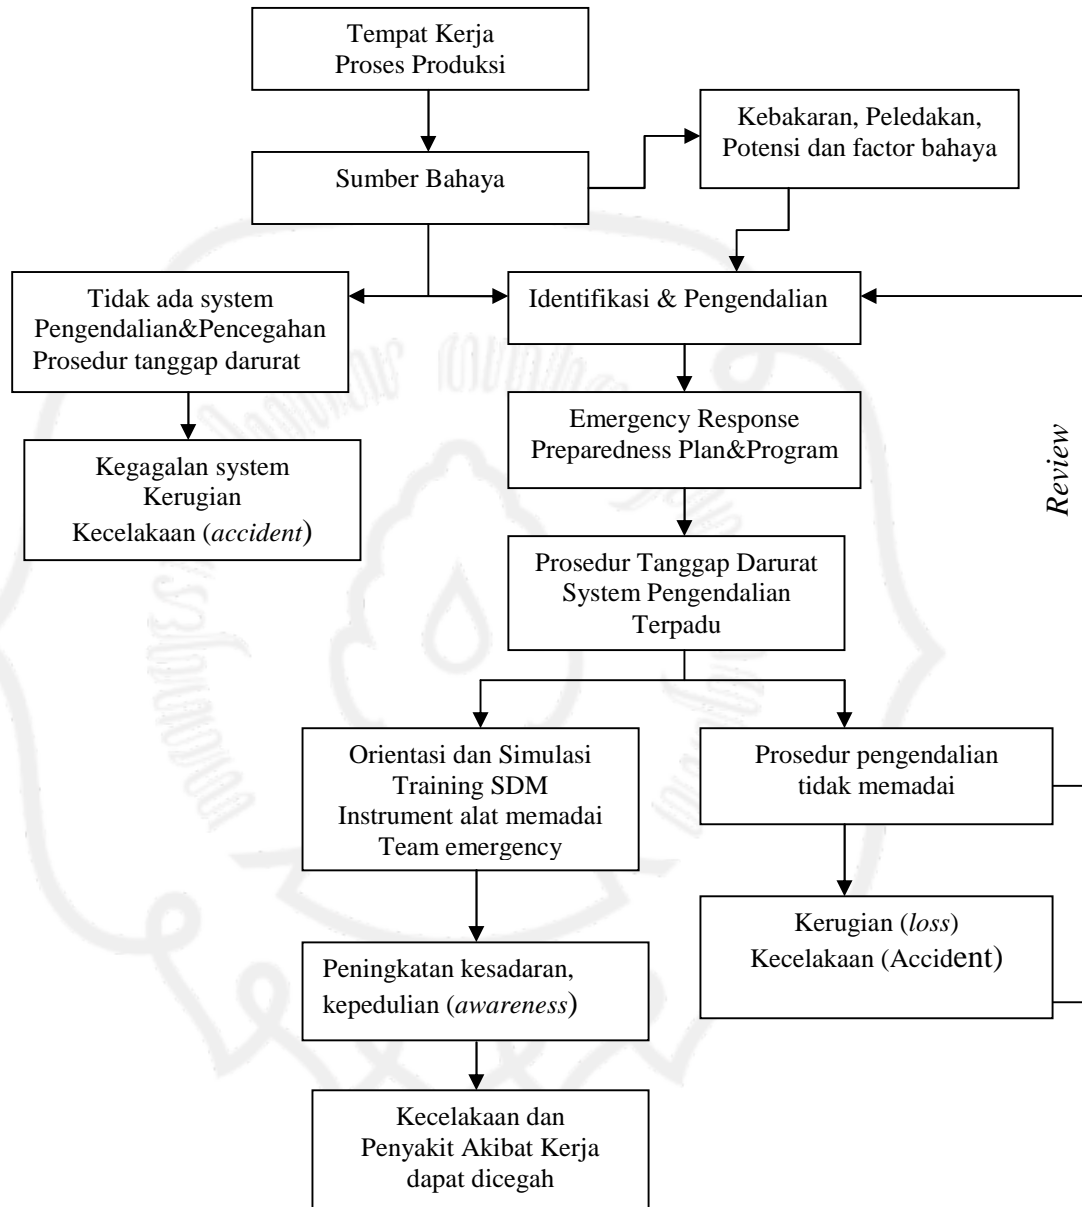 Tempat Kerja
Proses Produksi
Kebakaran, Peledakan,
Potensi dan factor bahaya
Sumber Bahaya
Tidak ada system
Pengendalian&Pencegahan
Prosedur tanggap darurat
Identifikasi & Pengendalian
Kegagalan system
Kerugian
Kecelakaan (accident)
Emergency Response
Preparedness Plan&Program
Review
Prosedur Tanggap Darurat
System Pengendalian
Terpadu
Orientasi dan Simulasi
Training SDM
Instrument alat memadai
Team emergency
Prosedur pengendalian
tidak memadai
Peningkatan kesadaran,
kepedulian (awareness)
Kerugian (loss)
Kecelakaan (Accident)
Kecelakaan dan
Penyakit Akibat Kerja
dapat dicegah